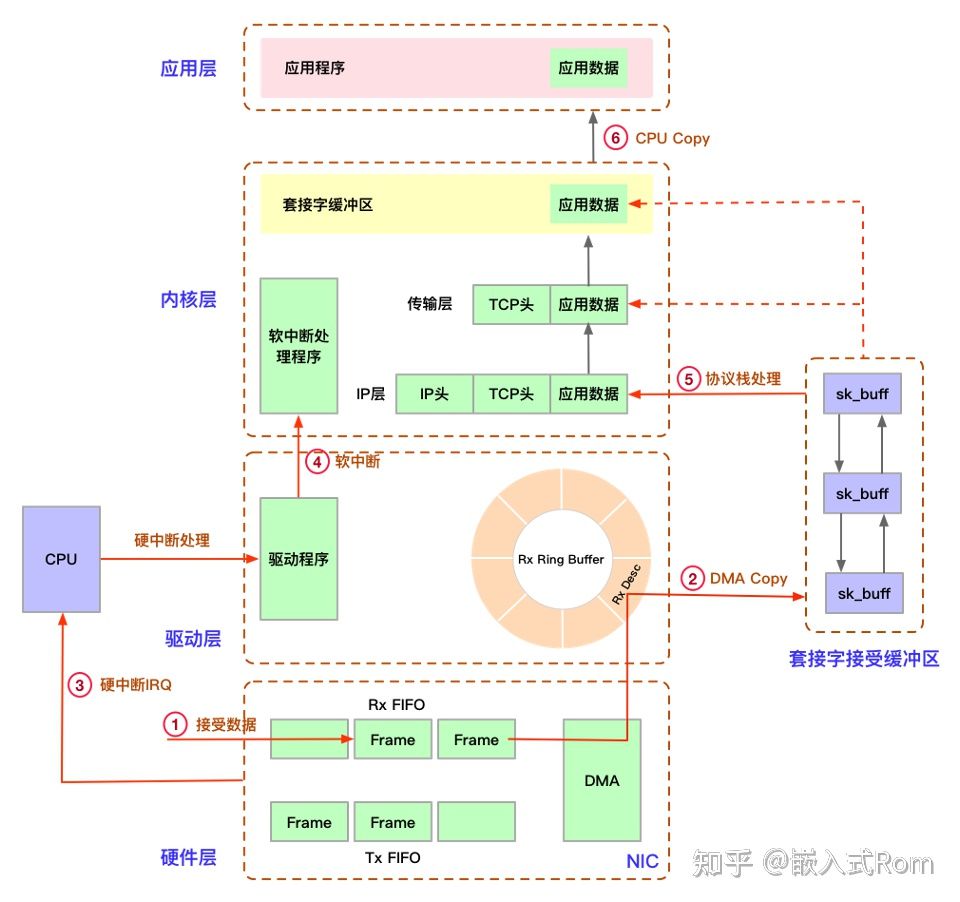 应用层
应用程序
应用数据
⑥ CPU Copy
套接字缓冲区
应用数据
内核层
软中断处
理程序
传输层
TCP头
应用数据
IP层
IP头
TCP头
应用数据
⑤ 协议栈处理
sk_buff
sk_buff
sk_buff
套接字接受缓冲区
④ 软中断
CPU
硬中断处理
驱动程序
Rx Ring Buffer
Rx Desc
② DMA Copy
驱动层
③ 硬中断IRQ
Rx FIFO
① 接受数据
Frame
Frame
DMA
Frame
Frame
Tx FIFO
硬件层
NIC
知乎 @嵌入式Rom